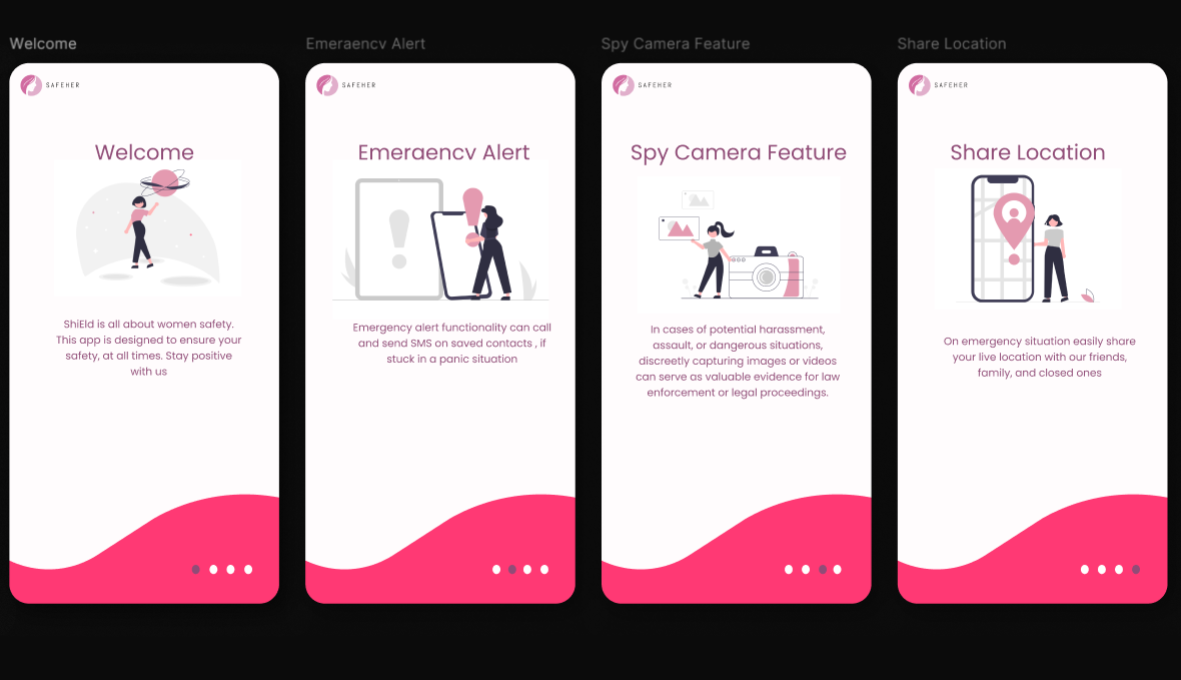 Welcome
SAFEHER
Welcome
ShiEld is all about women safety.
This app is designed to ensure your
safety, at all times. Stay positive
with us
Emeraencv Alert
SAFEHER
Emeraencv Alert
Emergency alert functionality can call
and send SMS on saved contacts , if
stuck in a panic situation
Spy Camera Feature
SAFEHER
Spy Camera Feature
In cases of potential harassment,
assault, or dangerous situations,
discreetly capturing images or videos
can serve as valuable evidence for law
enforcement or legal proceedings.
Share Location
SAFEHER
Share Location
On emergency situation easily share
your live location with our friends,
family, and closed ones